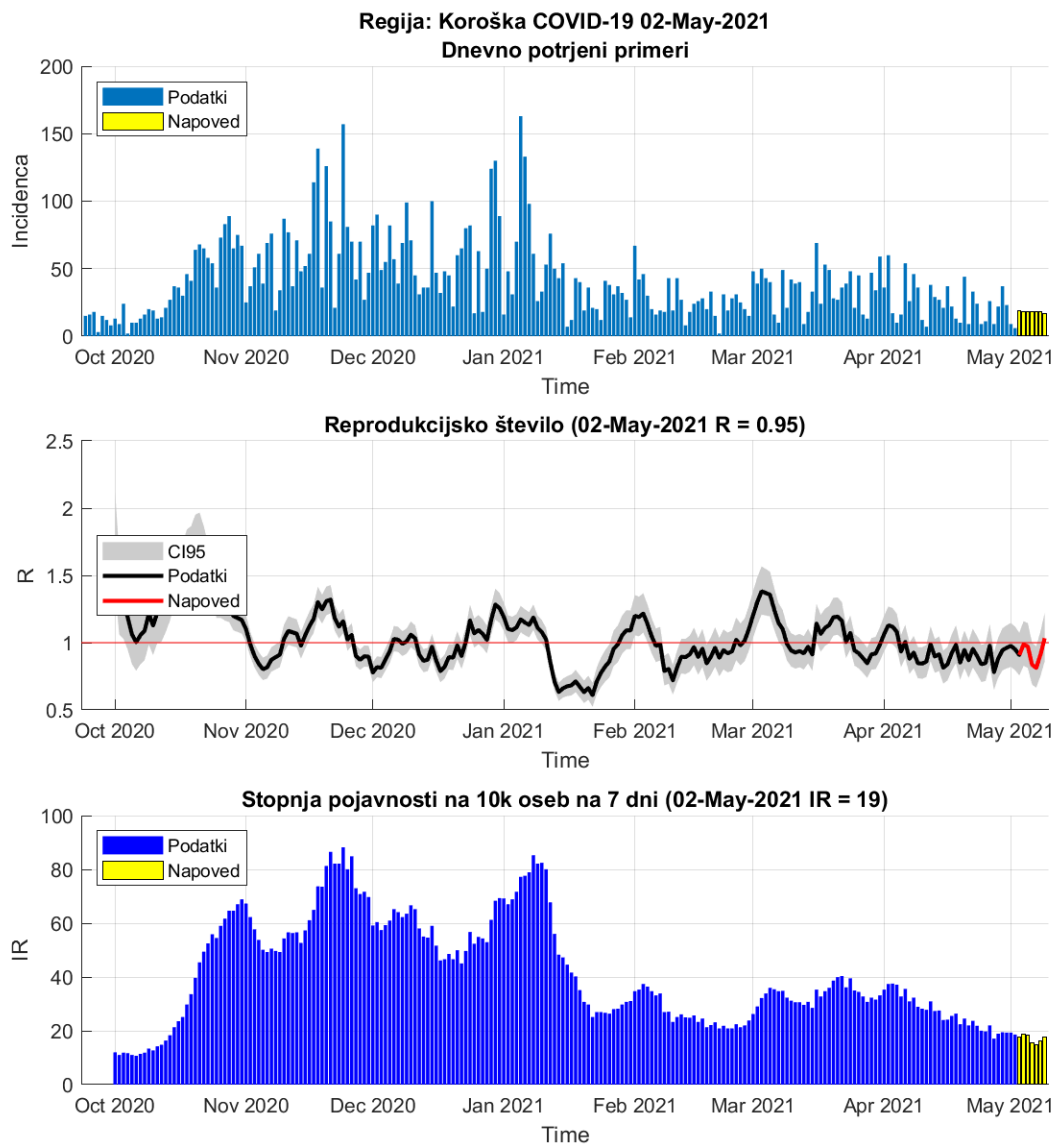 Regija: Koroška COVID-19 02-May-2021
Dnevno potrjeni primeri
200
150
100
50
0
Incidenca
Podatki
Napoved
Oct 2020 Nov 2020 Dec 2020 Jan 2021 Feb 2021 Mar 2021 Apr 2021 May 2021
Time
Reprodukcijsko število (02-May-2021 R = 0.95)
2.5
2
1.5
1
0.5
R
CI95
Podatki
Napoved
Oct 2020 Nov 2020 Dec 2020 Jan 2021 Feb 2021 Mar 2021 Apr 2021 May 2021
Time
Stopnja pojavnosti na 10k oseb na 7 dni (02-May-2021 IR = 19)
100
80
60
40
20
0
IR
Podatki
Napoved
Oct 2020 Nov 2020 Dec 2020 Jan 2021 Feb 2021 Mar 2021 Apr 2021 May 2021
Time